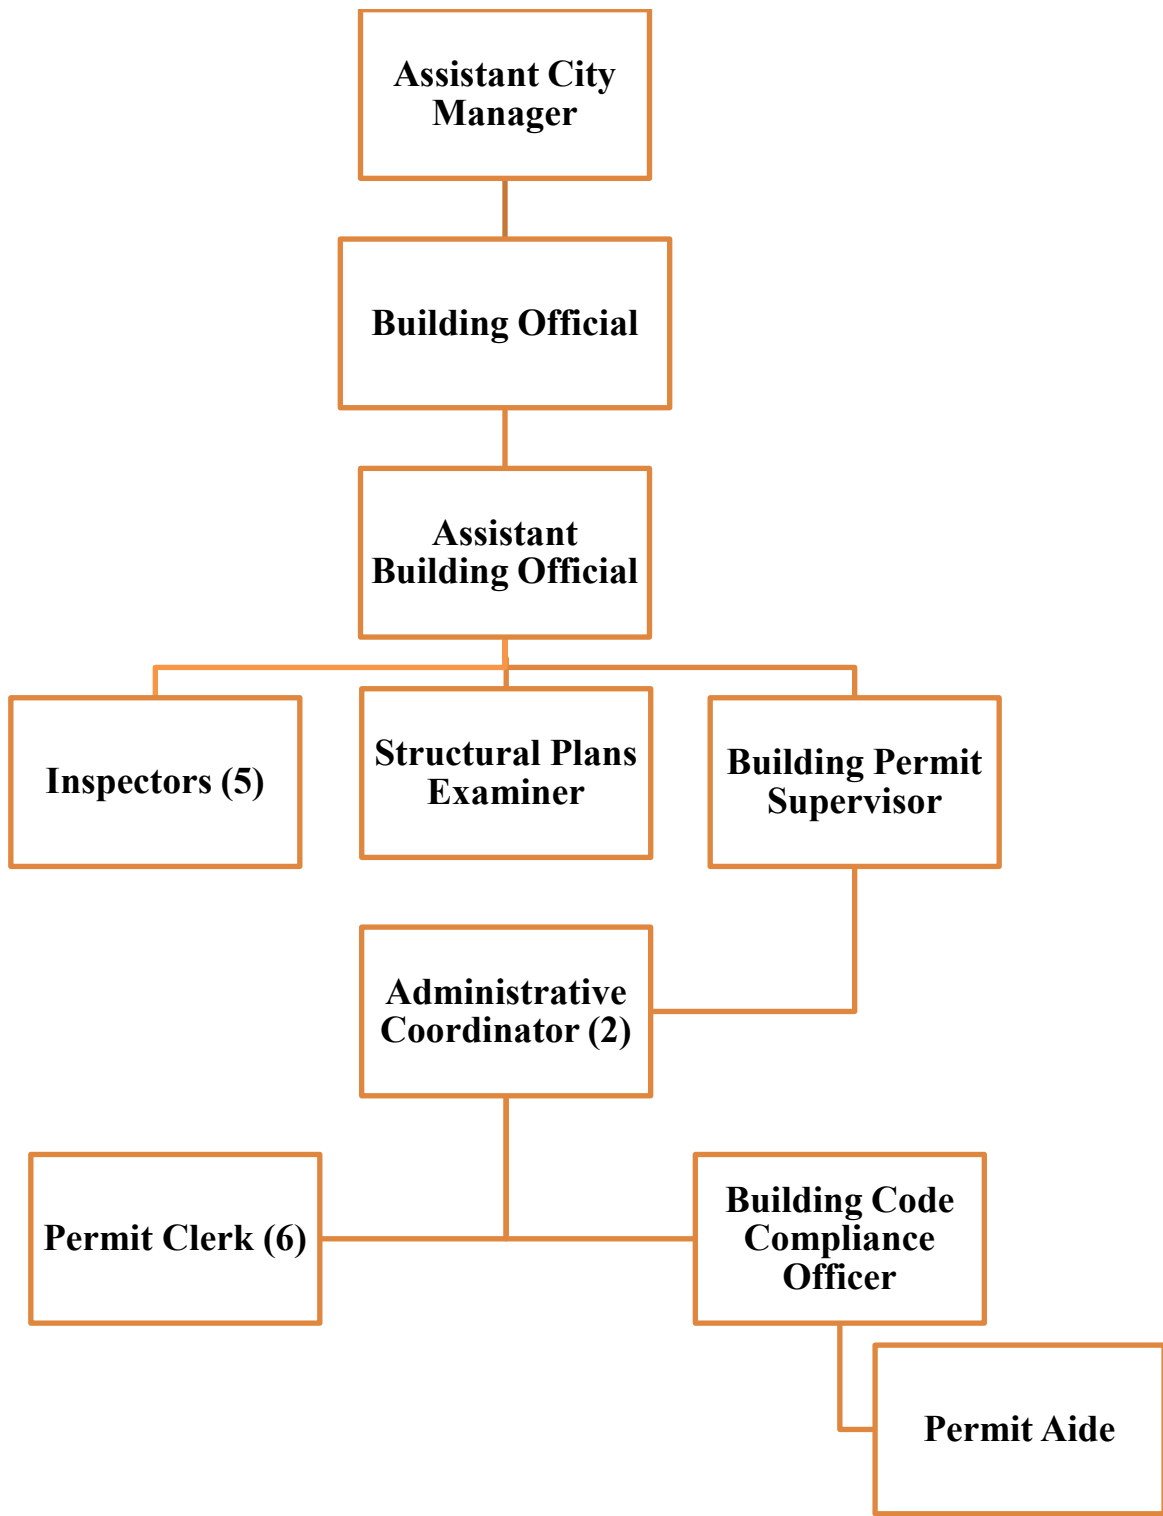 Assistant City
Manager
Building Official
Assistant
Building Official
Inspectors (5)
Structural Plans
Examiner
Building Permit
Supervisor
Administrative
Coordinator (2)
Permit Clerk (6)
Building Code
Compliance
Officer
Permit Aide